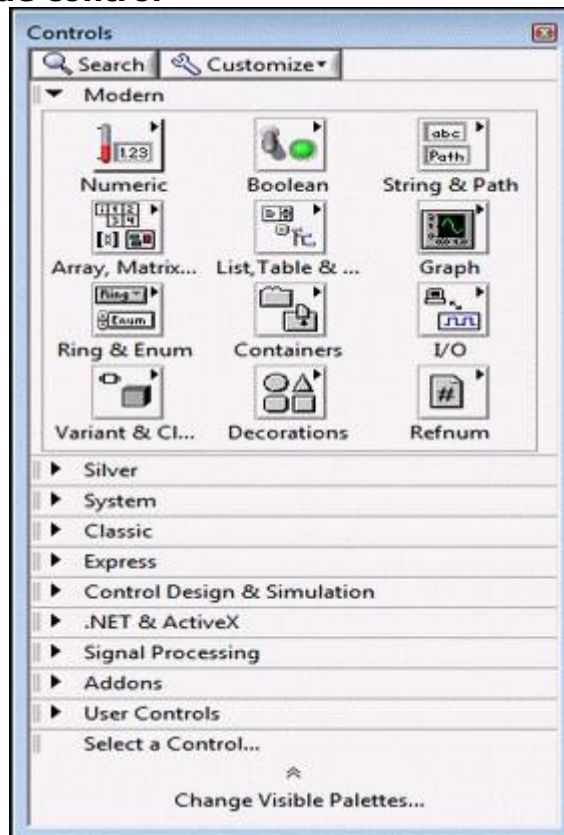 Controls
Search Customize
Modern
1.23 abc
Path
Numeric Boolean String & Path
Array, Matrix... List, Table & ... Graph
Ring
Enum
Ring & Enum Containers I/O
#
Variant & Cl... Decorations Refnum
Silver
System
Classic
Express
Control Design & Simulation
.NET & ActiveX
Signal Processing
Addons
User Controls
Select a Control...
Change Visible Palettes...